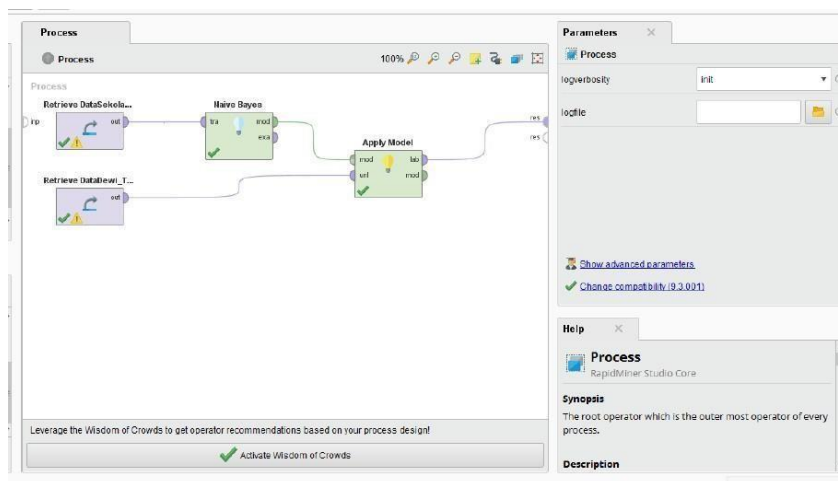 Process
Process
100%
Process
Retrieve DataSekola...
inp
out
Naive Bayes
tra
mod
exa
Apply Model
mod
lab
unl
mod
res
res
Retrieve DataDewi_T...
out
Leverage the Wisdom of Crowds to get operator recommendations based on your process design!
Activate Wisdom of Crowds
Parameters
Process
logverbosity
init
logfile
Show advanced parameters
Change compatibility (9.3.001)
Help
Process
RapidMiner Studio Core
Synopsis
The root operator which is the outer most operator of every
process.
Description